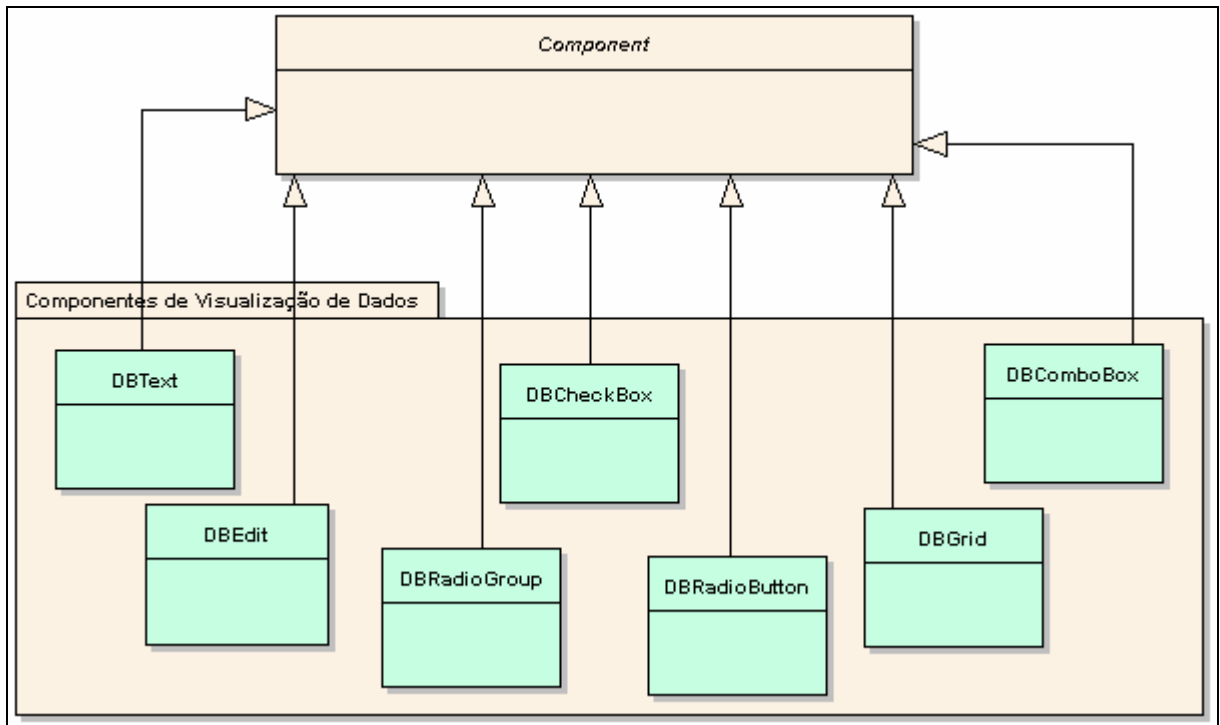 Component
Componentes de Visualização de Dados
DBText
DBCheckBox
DBComboBox
DBEdit
DBRadioGroup
DBRadioButton
DBGrid